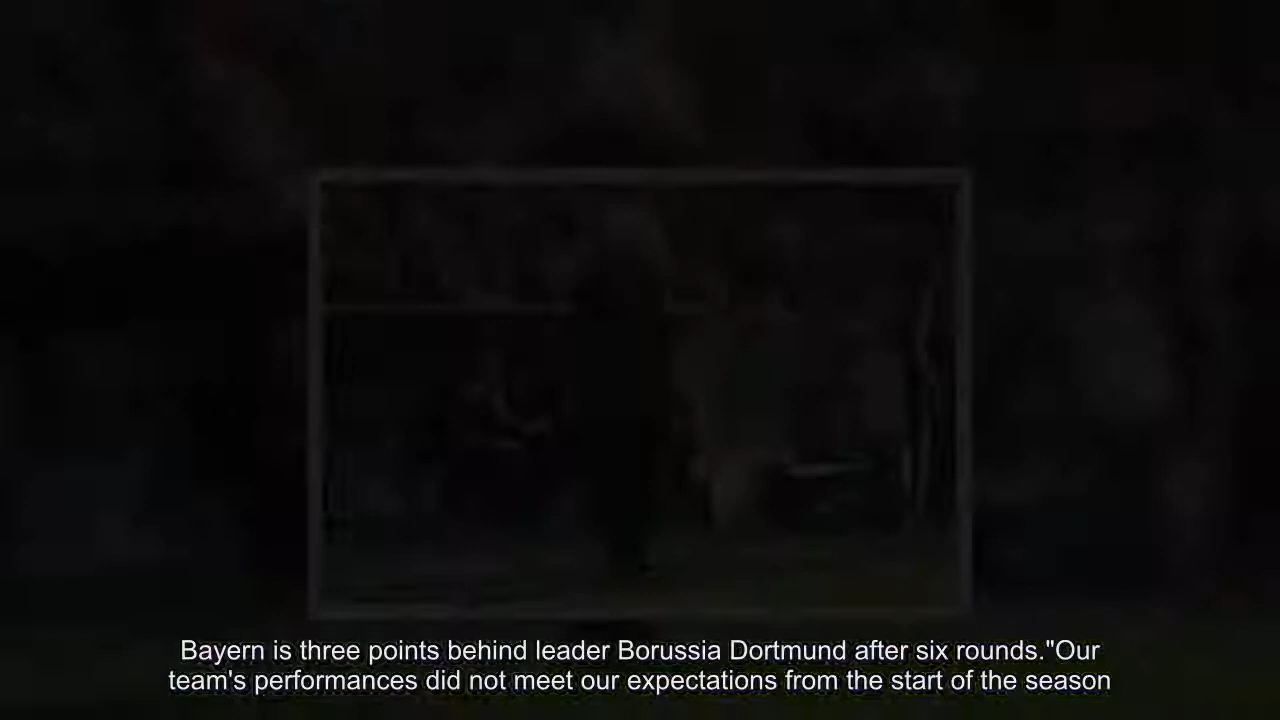 Bayern is three points behind leader Borussia Dortmund after six rounds."Our
team's performances did not meet our expectations from the start of the season